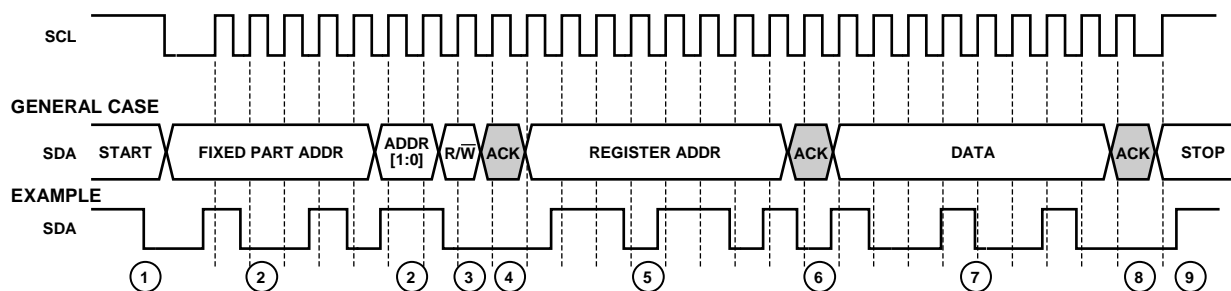 SCL
GENERAL CASE
SDA START FIXED PART ADDR ADDR [1:0] R/W̅ ACK REGISTER ADDR ACK DATA ACK STOP
EXAMPLE
SDA
1 2 2 3 4 5 6 7 8 9